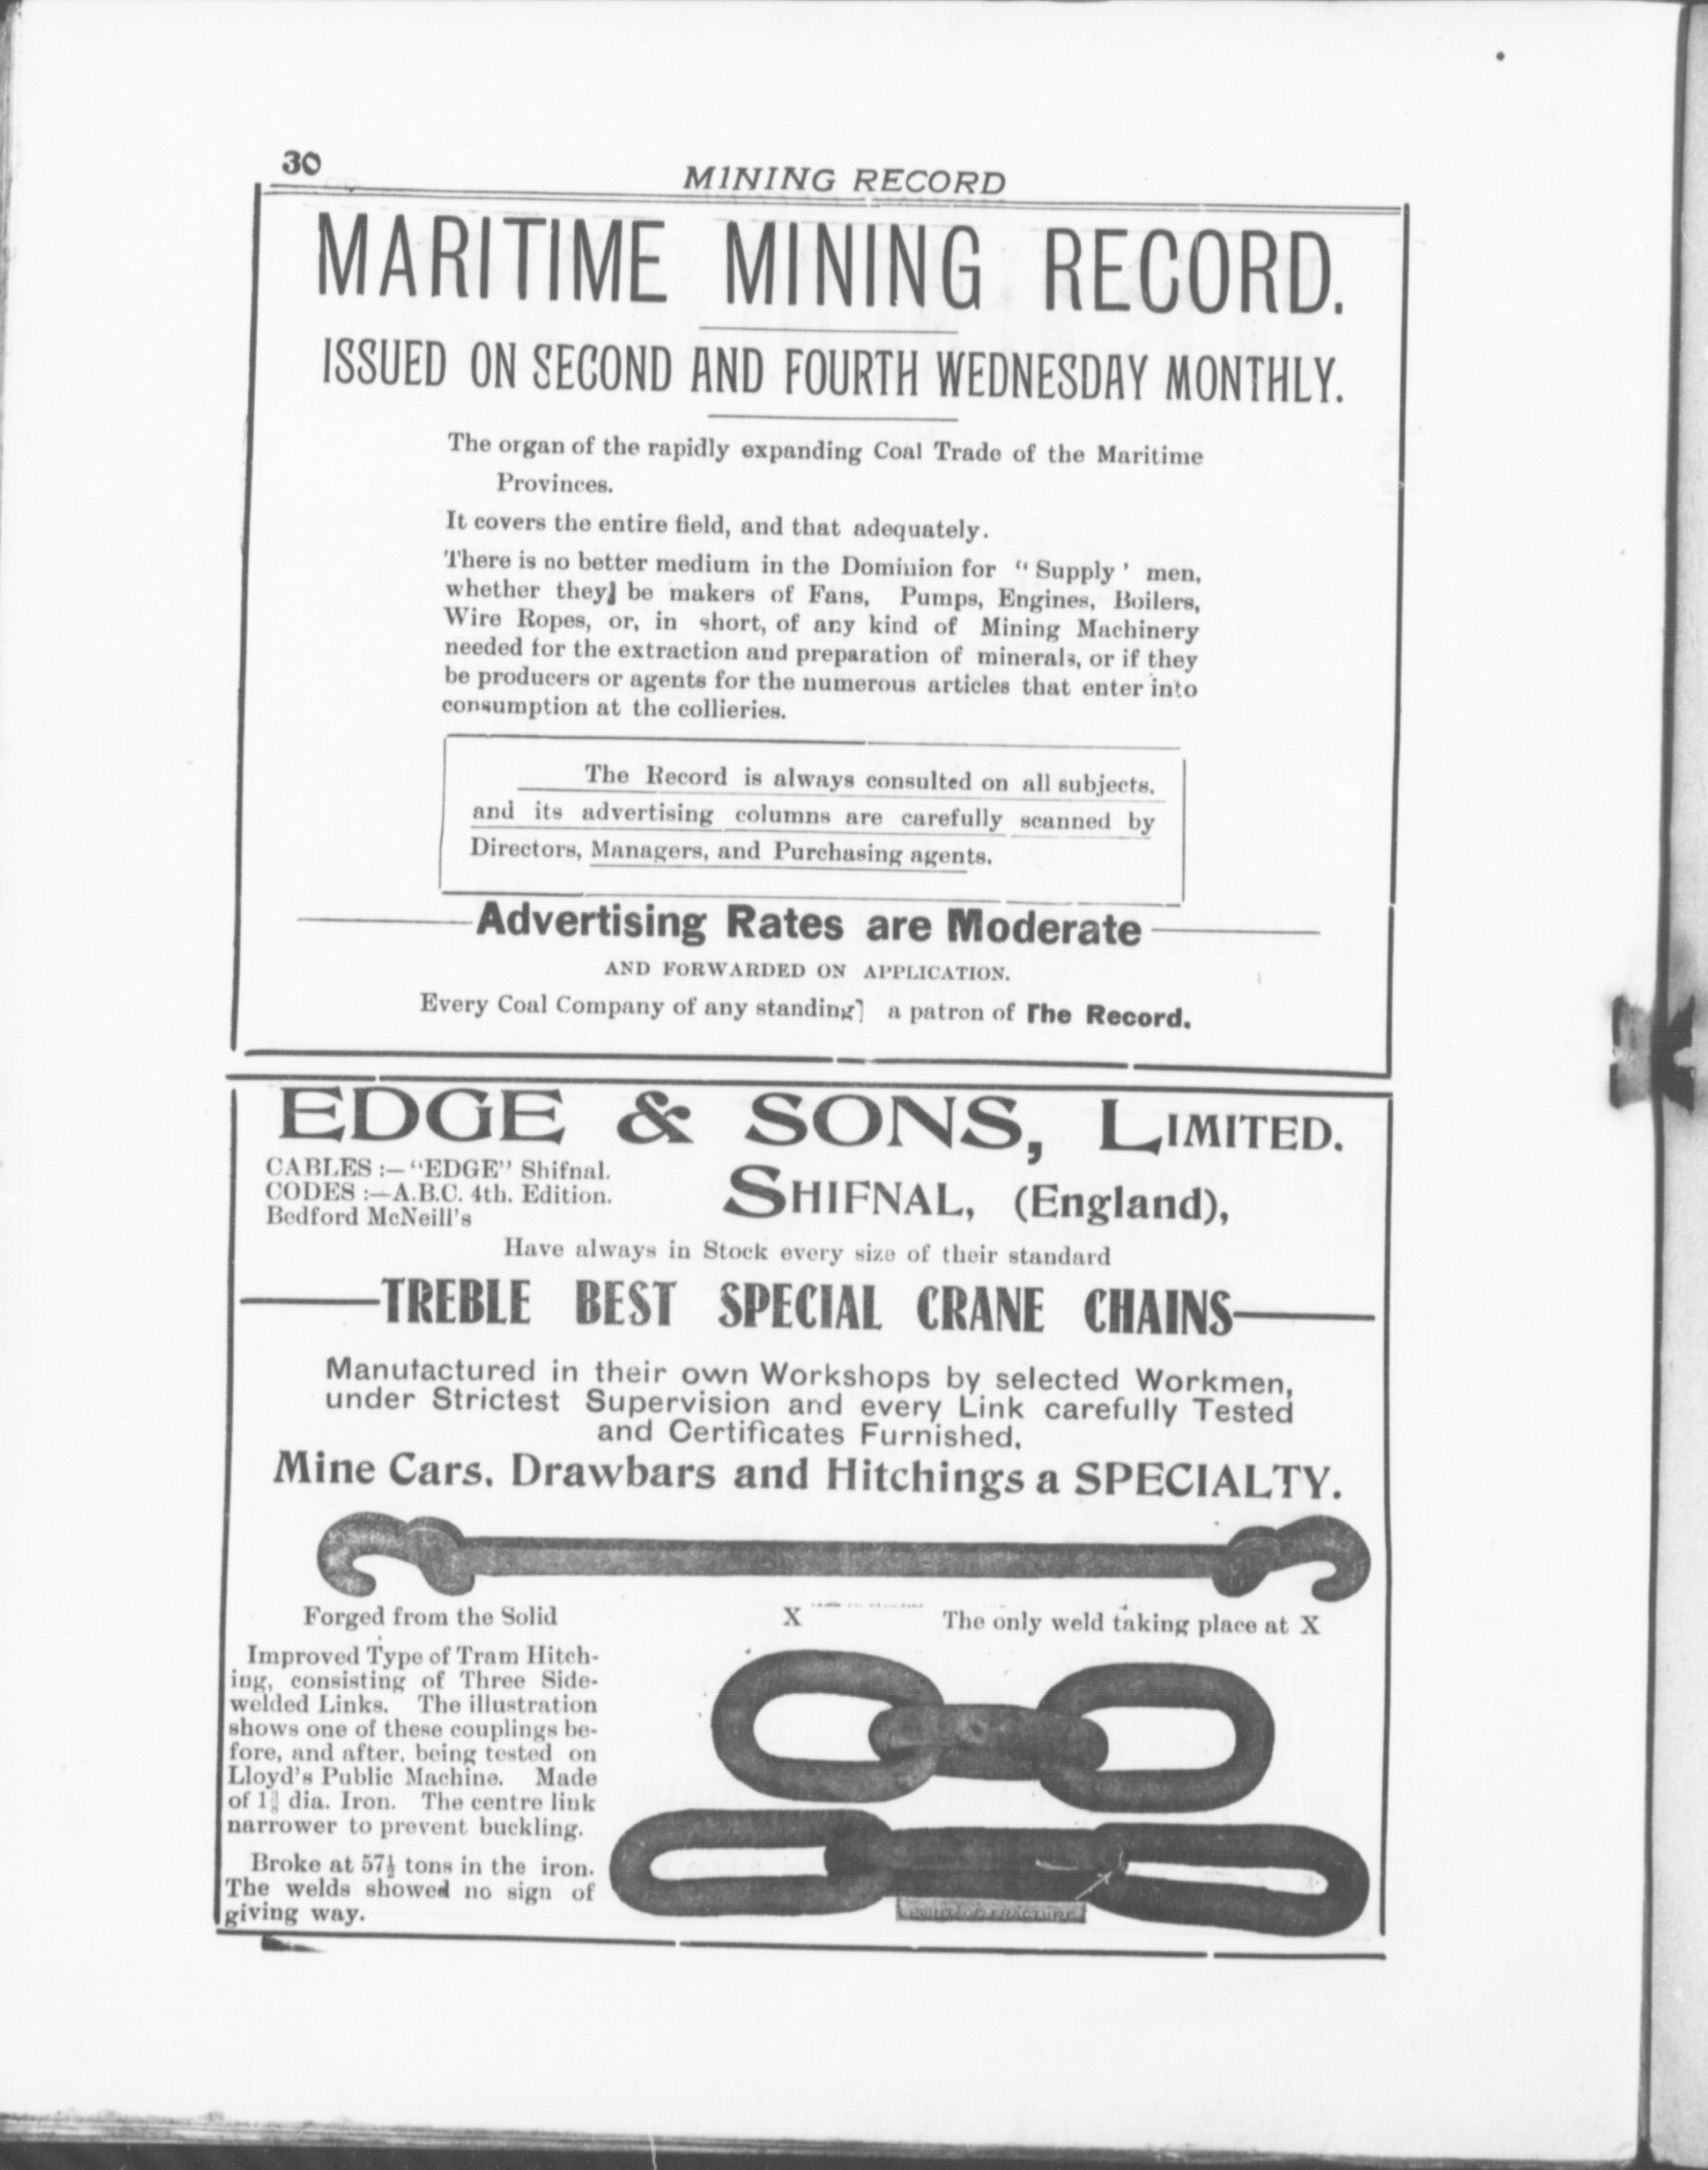 30
MINING RECORD
MARITIME MINING RECORD.
ISSUED ON SECOND AND FOURTH WEDNESDAY MONTHLY.
The organ of the rapidly expanding Coal Trade of the Maritime
Provinces.
It covers the entire field, and that adequately.
There is no better medium in the Dominion for " Supply ' men,
whether they] be makers of Fans, Pumps, Engines, Boilers,
Wire Ropes, or, in short, of any kind of Mining Machinery
needed for the extraction and preparation of minerals, or if they
be producers or agents for the numerous articles that enter into
consumption at the collieries.
The Record is always consulted on all subjects,
and its advertising columns are carefully scanned by
Directors, Managers, and Purchasing agents.
Advertising Rates are Moderate
AND FORWARDED ON APPLICATION.
Every Coal Company of any standing] a patron of The Record.
EDGE & SONS, LIMITED.
CABLES :— "EDGE" Shifnal.
CODES :—A.B.C. 4th. Edition.
Bedford McNeill's
SHIFNAL, (England),
Have always in Stock every size of their standard
TREBLE BEST SPECIAL CRANE CHAINS
Manufactured in their own Workshops by selected Workmen,
under Strictest Supervision and every Link carefully Tested
and Certificates Furnished,
Mine Cars. Drawbars and Hitchings a SPECIALTY.
Forged from the Solid
X
The only weld taking place at X
Improved Type of Tram Hitch-
ing, consisting of Three Side-
welded Links. The illustration
shows one of these couplings be-
fore, and after, being tested on
Lloyd's Public Machine. Made
of dia. Iron. The centre link
narrower to prevent buckling.
Broke at 57½ tons in the iron.
The welds showed no sign of
giving way.
POINT OF FRACTURE